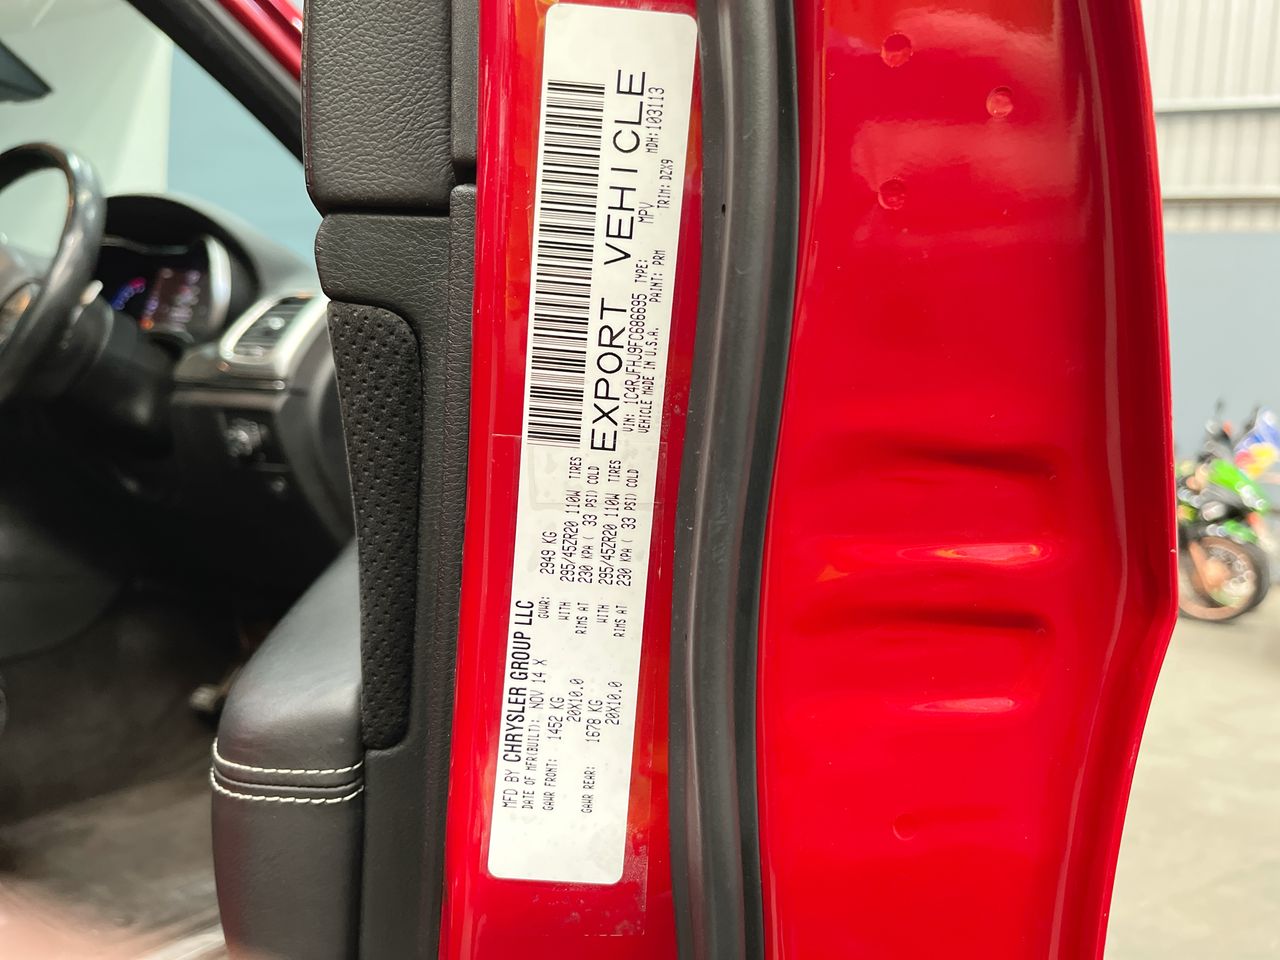 MFD BY CHRYSLER GROUP LLC
DATE OF MFR(BUILT): NOV 14 X GVWR: 2949 KG
GAWR FRONT: 1452 KG WITH 295/45ZR20 110W TIRES
20X10.0 RIMS AT 230 KPA ( 33 PSI) COLD
GAWR REAR: 1678 KG WITH 295/45ZR20 110W TIRES
20X10.0 RIMS AT 230 KPA ( 33 PSI) COLD
EXPORT VEHICLE
VIN: 1C4RJFHJ9FC686695 TYPE: MPV MDH:103113
VEHICLE MADE IN U.S.A. PAINT: PRM TRIM: DZX9